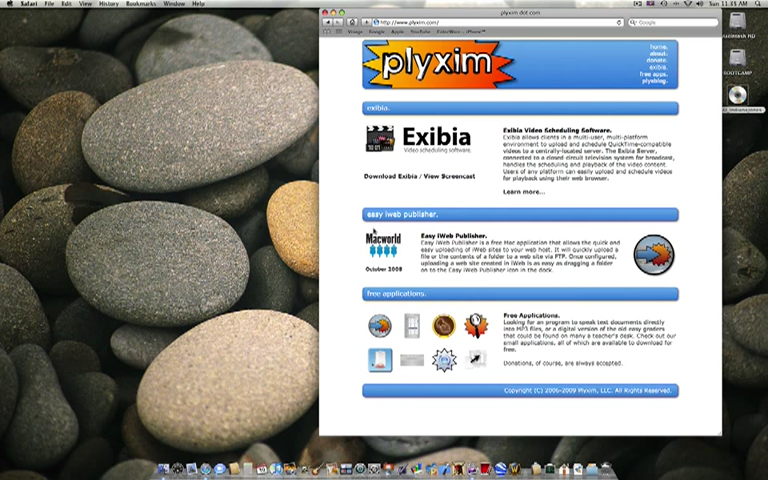 Safari File Edit View History Bookmarks Window Help
Sun 11:33 AM
plyxim dot com
http://www.plyxim.com/
Google
Google Apple YouTube
plyxim
home.
about.
donate.
exibia.
free apps.
plyxblog.
BOOTCAMP
exibia.
Exibia
Video scheduling software.
Download Exibia / View Screencast
Exibia Video Scheduling Software.
Exibia allows clients in a multi-user, multi-platform
environment to upload and schedule QuickTime-compatible
videos to a centrally-located server. The Exibia Server,
connected to a closed circuit television system for broadcast,
handles the scheduling and playback of the video content.
Users of any platform can easily upload and schedule videos
for playback using their web browser.
Learn more...
easy iweb publisher.
Macworld
October 2008
Easy iWeb Publisher.
Easy iWeb Publisher is a free Mac application that allows the quick and
easy uploading of iWeb sites to your web host. It will quickly upload a
file or the contents of a folder to a web site via FTP. Once configured,
uploading a web site created in iWeb is as easy as dragging a folder
on to the Easy iWeb Publisher icon in the dock.
free applications.
Free Applications.
Looking for an program to speak text documents directly
into MP3 files, or a digital version of the old easy graders
that could be found on many a teacher's desk. Check out our
small applications, all of which are available to download for
free.
Donations, of course, are always accepted.
Copyright (C) 2006-2009 Plyxim, LLC. All Rights Reserved.